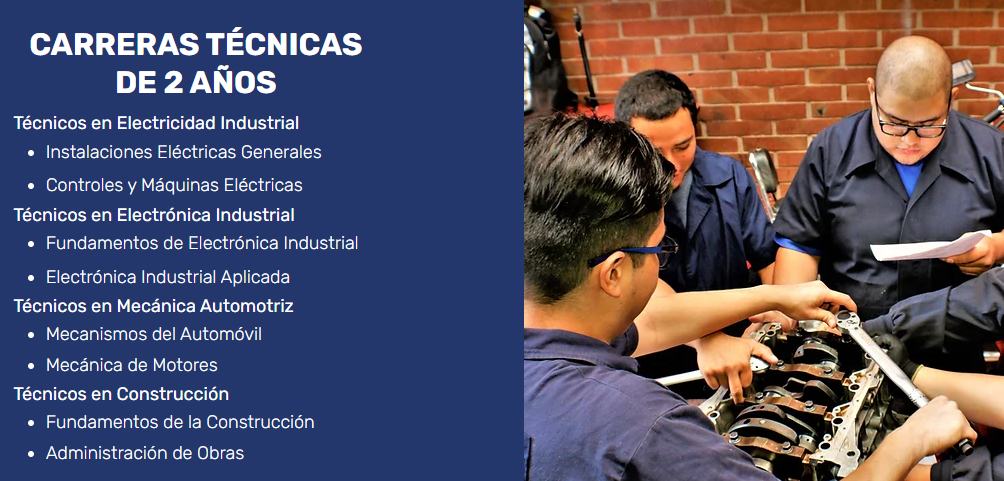 CARRERAS TÉCNICAS
DE 2 AÑOS
Técnicos en Electricidad Industrial
• Instalaciones Eléctricas Generales
• Controles y Máquinas Eléctricas
Técnicos en Electrónica Industrial
• Fundamentos de Electrónica Industrial
• Electrónica Industrial Aplicada
Técnicos en Mecánica Automotriz
• Mecanismos del Automóvil
• Mecánica de Motores
Técnicos en Construcción
• Fundamentos de la Construcción
• Administración de Obras